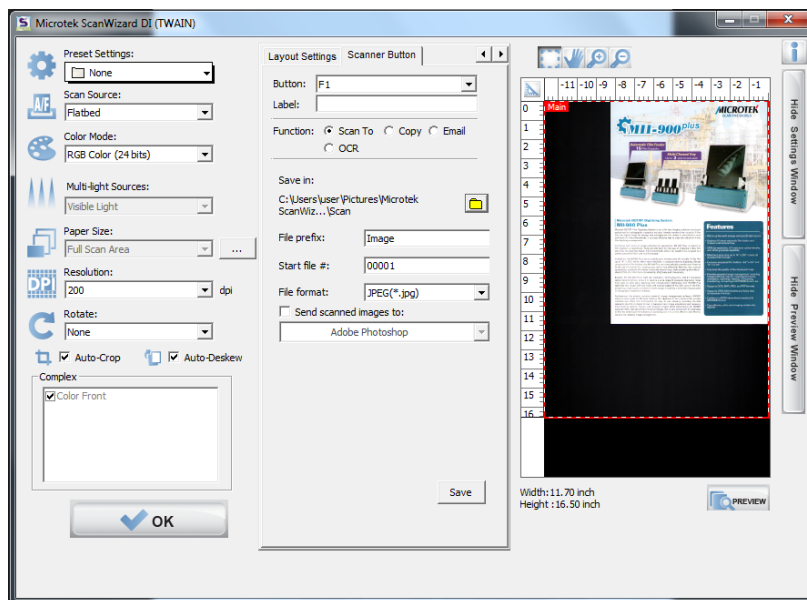 Microtek ScanWizard DI (TWAIN)
Preset Settings:
None
Scan Source:
A/F
Flatbed
Color Mode:
RGB Color (24 bits)
Multi-light Sources:
Visible Light
Paper Size:
Full Scan Area
...
Resolution:
DPI
200
dpi
Rotate:
None
Auto-Crop
Auto-Deskew
Complex
Color Front
OK
Layout Settings
Scanner Button
Button:
F1
Label:
Function:
Scan To
Copy
Email
OCR
Save in:
C:\Users\user\Pictures\Microtek
ScanWiz...\Scan
File prefix:
Image
Start file #:
00001
File format:
JPEG(*.jpg)
Send scanned images to:
Adobe Photoshop
Save
-11 -10 -9 -8 -7 -6 -5 -4 -3 -2 -1
0
1
2
3
4
5
6
7
8
9
10
11
12
13
14
15
16
Main
MICROTEK
MII-900 plus
MII-900 Plus
Features
Width:11.70 inch
Height :16.50 inch
PREVIEW
Hide Settings Window
Hide Preview Window